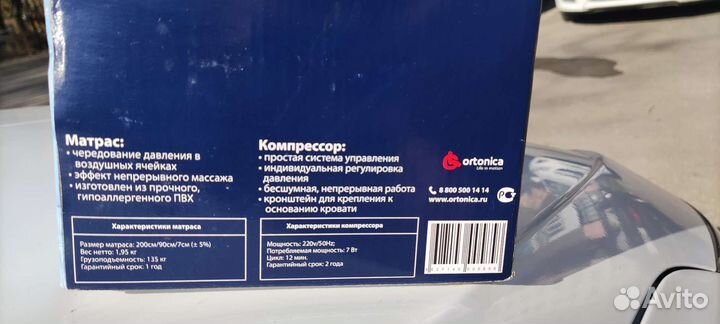 Матрас:
• чередование давления в
воздушных ячейках
• эффект непрерывного массажа
• изготовлен из прочного,
гипоаллергенного ПВХ
Характеристики матраса
Размер матраса: 200см/90см/7см (± 5%)
Вес нетто: 1,95 кг
Грузоподъемность: 135 кг
Гарантийный срок: 1 год
Компрессор:
• простая система управления
• индивидуальная регулировка
давления
• бесшумная, непрерывная работа
• кронштейн для крепления к
основанию кровати
Характеристики компрессора
Мощность: 220v/50Hz;
Потребляемая мощность: 7 Вт
Цикл: 12 мин.
Гарантийный срок: 2 года
ortonica
Life in motion
8 800 500 14 14
www.ortonica.ru
Avito